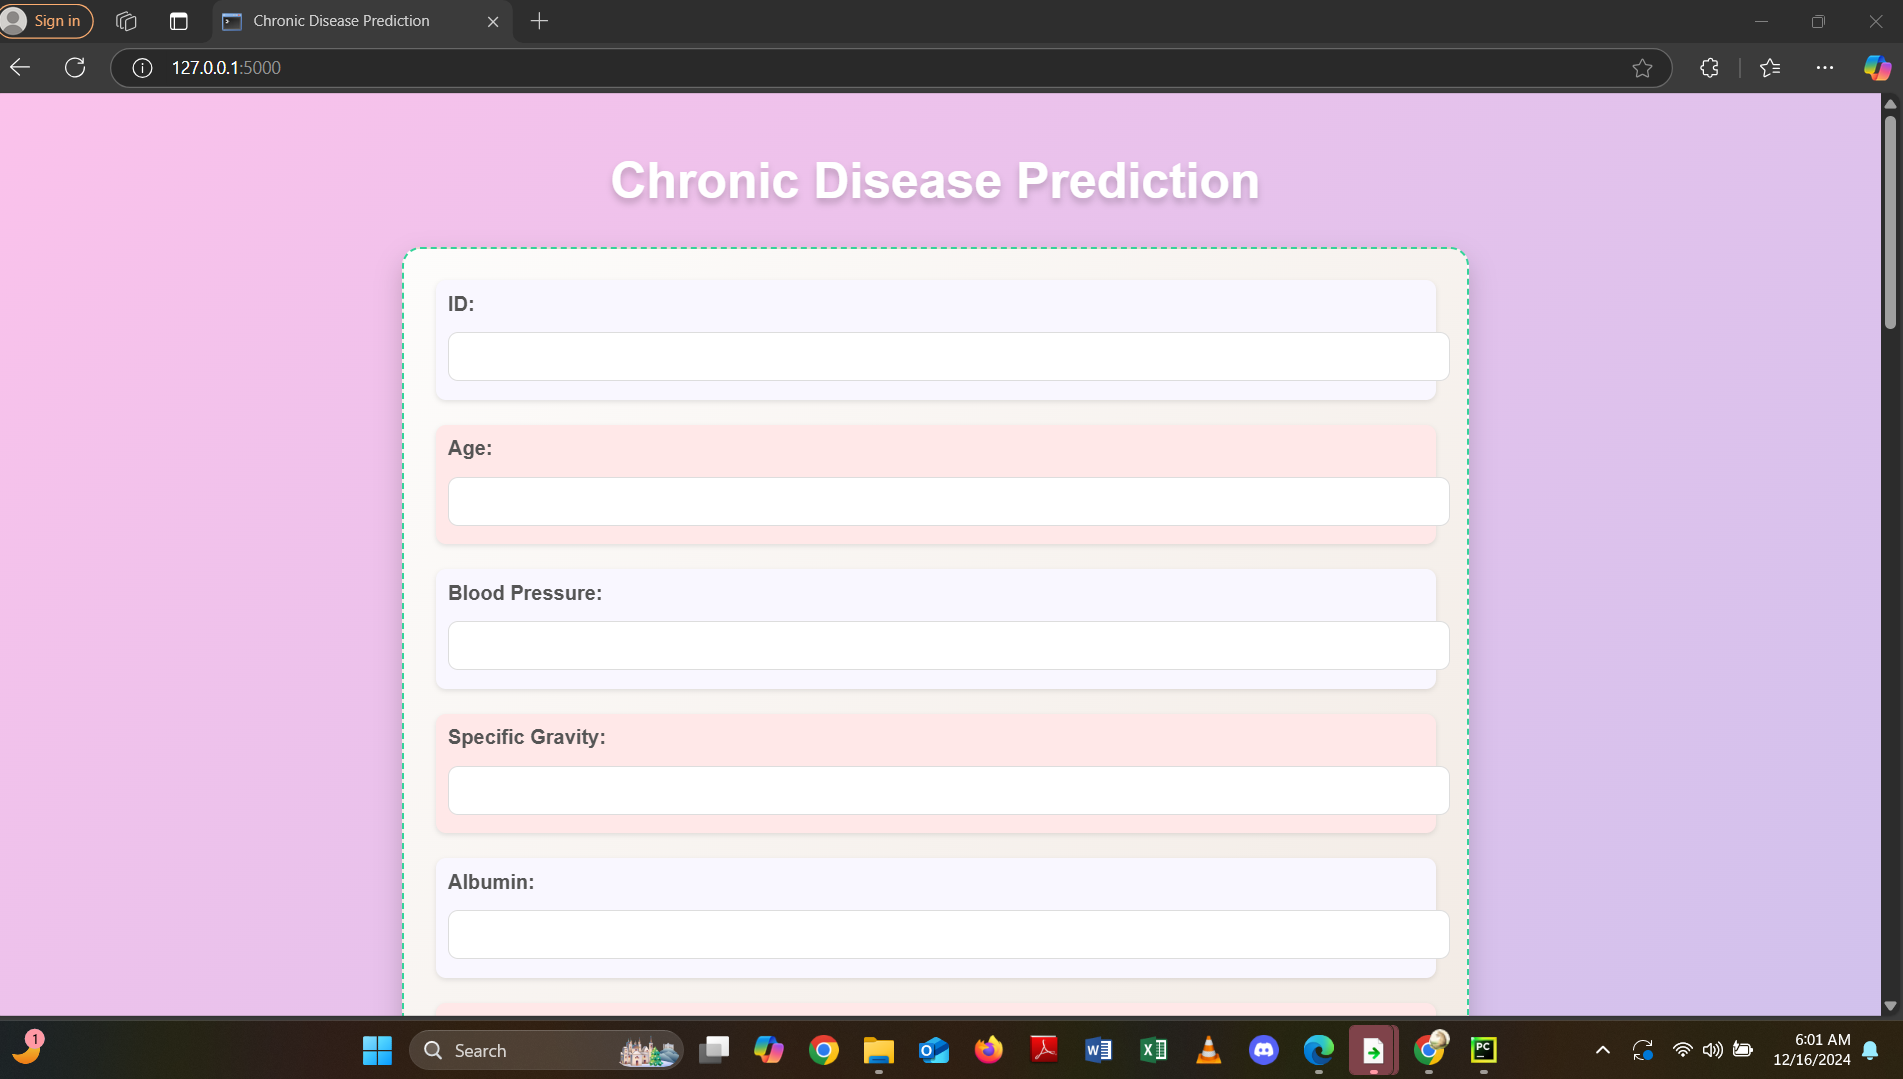 Sign in
Chronic Disease Prediction
127.0.0.1:5000
Chronic Disease Prediction
ID:
Age:
Blood Pressure:
Specific Gravity:
Albumin:
1
Search
PC
6:01 AM
12/16/2024